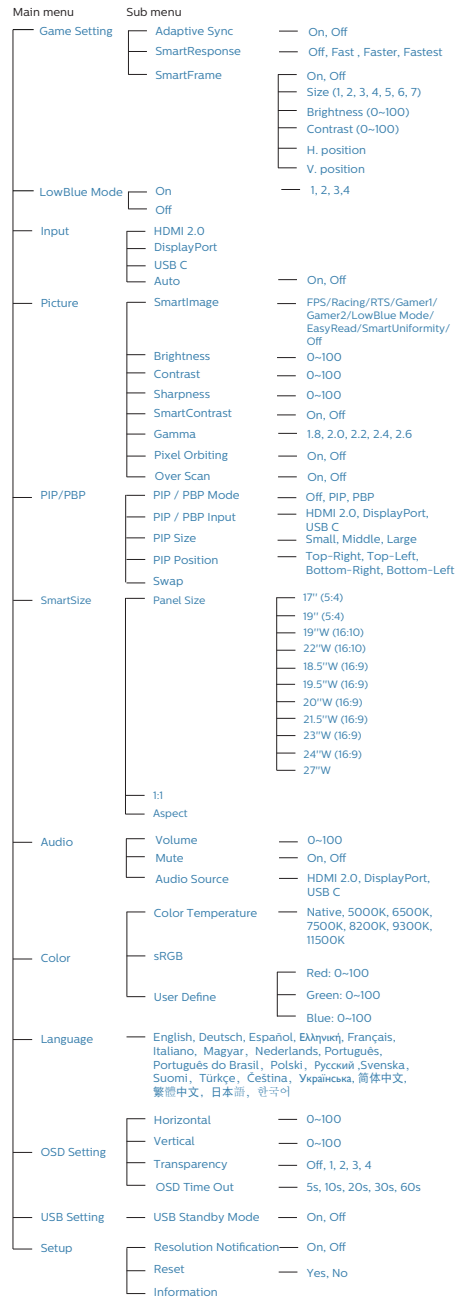 Main menu Sub menu
Game Setting Adaptive Sync On, Off
SmartResponse Off, Fast , Faster, Fastest
SmartFrame On, Off
Size (1, 2, 3, 4, 5, 6, 7)
Brightness (0~100)
Contrast (0~100)
H. position
V. position
LowBlue Mode On 1, 2, 3,4
Off
Input HDMI 2.0
DisplayPort
USB C
Auto On, Off
Picture SmartImage FPS/Racing/RTS/Gamer1/
Gamer2/LowBlue Mode/
EasyRead/SmartUniformity/
Off
Brightness 0~100
Contrast 0~100
Sharpness 0~100
SmartContrast On, Off
Gamma 1.8, 2.0, 2.2, 2.4, 2.6
Pixel Orbiting On, Off
Over Scan On, Off
PIP/PBP PIP / PBP Mode Off, PIP, PBP
PIP / PBP Input HDMI 2.0, DisplayPort,
USB C
PIP Size Small, Middle, Large
PIP Position Top-Right, Top-Left,
Bottom-Right, Bottom-Left
Swap
SmartSize Panel Size 17" (5:4)
19" (5:4)
19"W (16:10)
22"W (16:10)
18.5"W (16:9)
19.5"W (16:9)
20"W (16:9)
21.5"W (16:9)
23"W (16:9)
24"W (16:9)
27"W
1:1
Aspect
Audio Volume 0~100
Mute On, Off
Audio Source HDMI 2.0, DisplayPort,
USB C
Color Color Temperature Native, 5000K, 6500K,
7500K, 8200K, 9300K,
11500K
sRGB
User Define Red: 0~100
Green: 0~100
Blue: 0~100
Language English, Deutsch, Español, Ελληνική, Français,
Italiano, Magyar, Nederlands, Português,
Português do Brasil, Polski, Русский ,Svenska,
Suomi, Türkçe, Čeština, Українська, 简体中文,
繁體中文, 日本語, 한국어
OSD Setting Horizontal 0~100
Vertical 0~100
Transparency Off, 1, 2, 3, 4
OSD Time Out 5s, 10s, 20s, 30s, 60s
USB Setting USB Standby Mode On, Off
Setup Resolution Notification On, Off
Reset Yes, No
Information